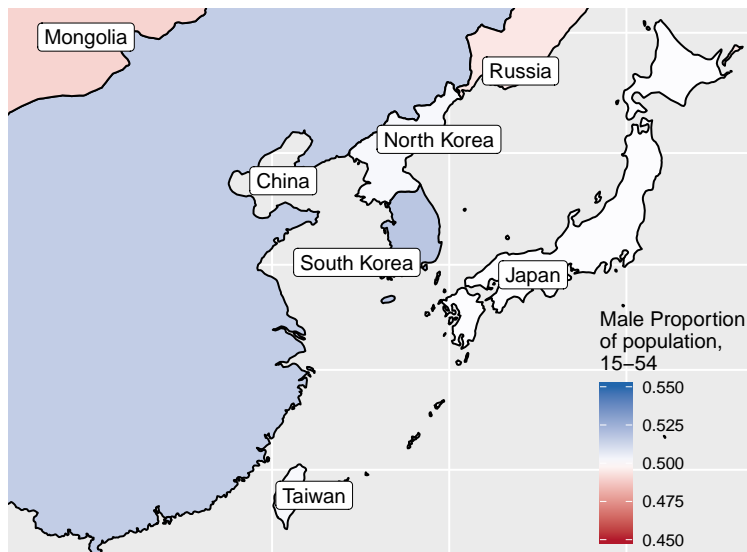 Mongolia
Russia
North Korea
China
South Korea
Japan
Male Proportion
of population,
15−54
0.550
0.525
0.500
0.475
0.450
Taiwan